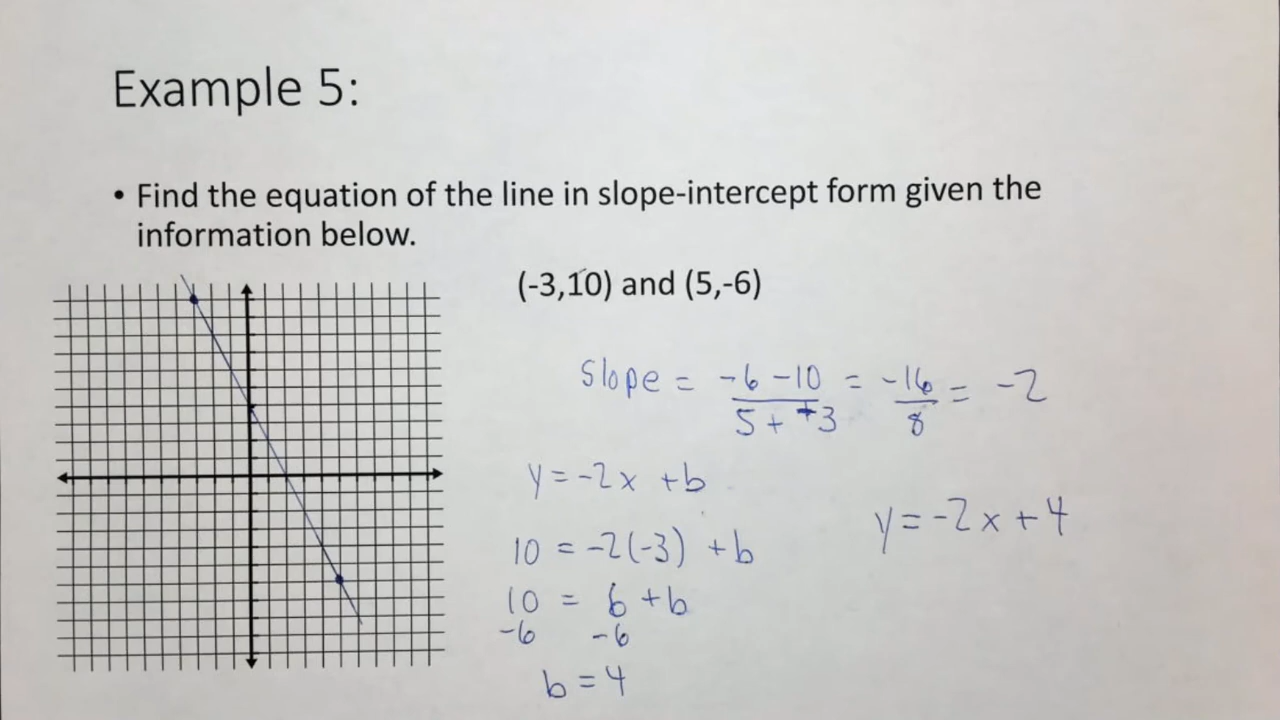 Example 5:
• Find the equation of the line in slope-intercept form given the
information below.
(-3,10) and (5,-6)
Slope = -6 -10 = -16 = -2
5 + +3 8
y = -2x +b
y = -2x + 4
10 = -2(-3) + b
10 = 6 + b
-6 -6
b = 4